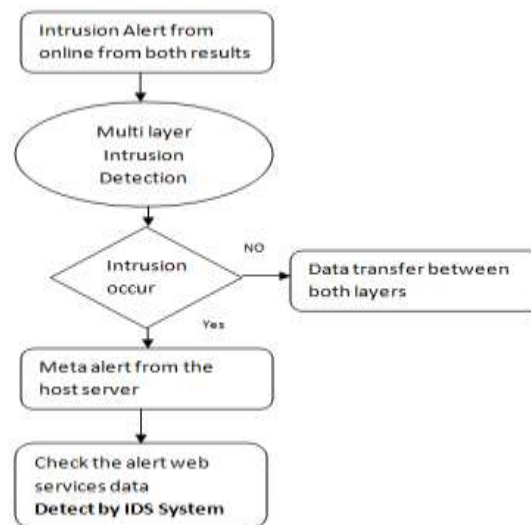 Intrusion Alert from
online from both results
Multi layer
Intrusion
Detection
Intrusion
occur
NO
Data transfer between
both layers
Yes
Meta alert from the
host server
Check the alert web
services data
Detect by IDS System